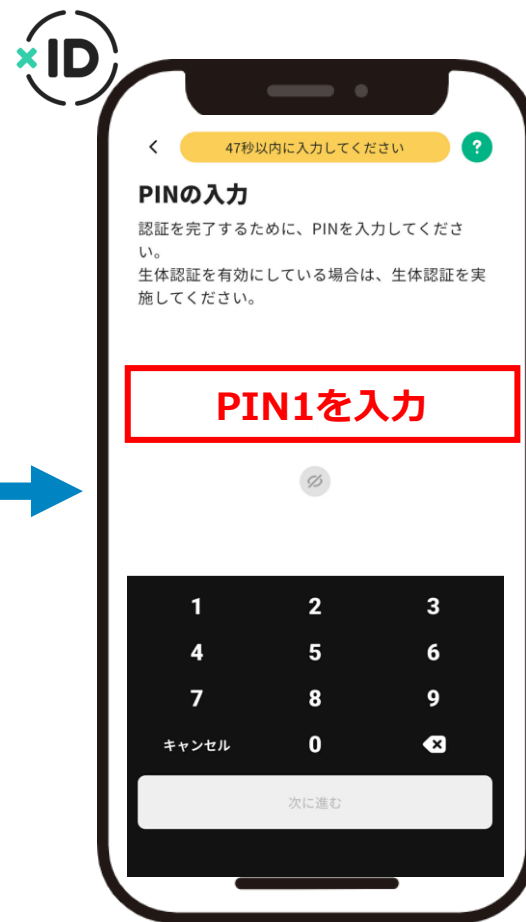 ×ID
47秒以内に入力してください
?
PINの入力
認証を完了するために、PINを入力してくださ
い。
生体認証を有効にしている場合は、生体認証を実
施してください。
PIN1を入力
1 2 3
4 5 6
7 8 9
キャンセル 0
次に進む